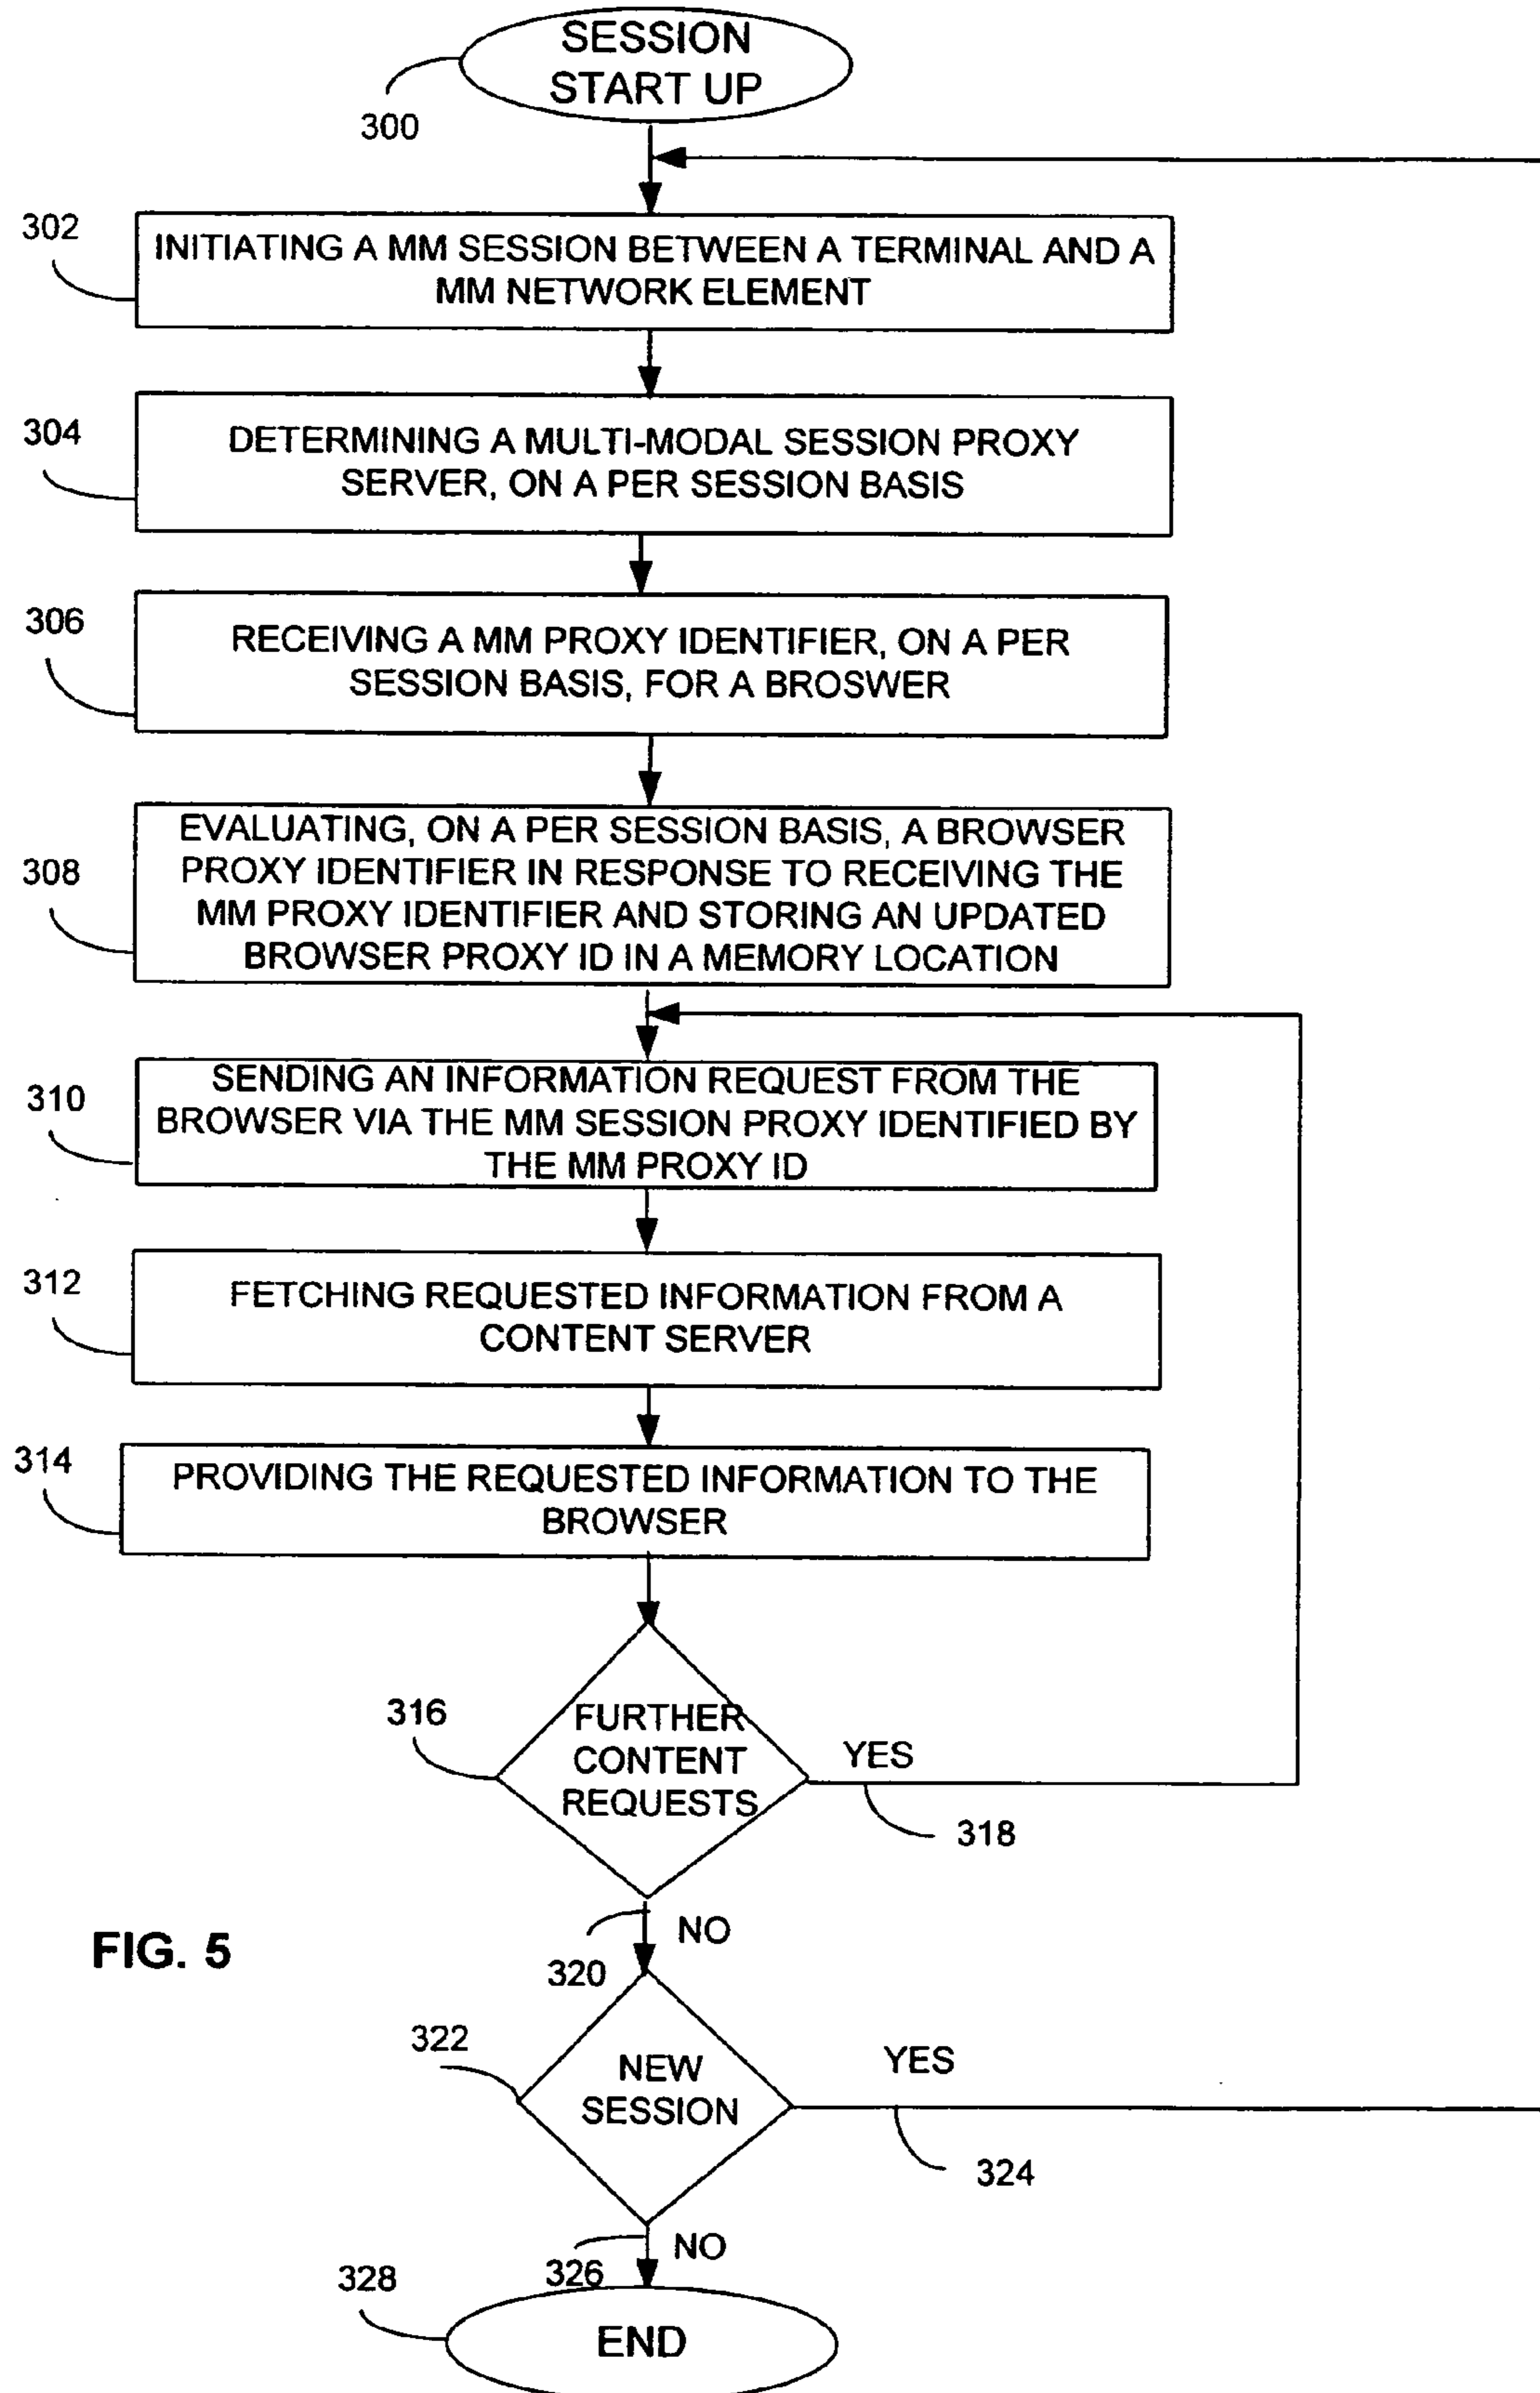 SESSION
START UP
300
302
INITIATING A MM SESSION BETWEEN A TERMINAL AND A
MM NETWORK ELEMENT
304
DETERMINING A MULTI-MODAL SESSION PROXY
SERVER, ON A PER SESSION BASIS
306
RECEIVING A MM PROXY IDENTIFIER, ON A PER
SESSION BASIS, FOR A BROSWER
308
EVALUATING, ON A PER SESSION BASIS, A BROWSER
PROXY IDENTIFIER IN RESPONSE TO RECEIVING THE
MM PROXY IDENTIFIER AND STORING AN UPDATED
BROWSER PROXY ID IN A MEMORY LOCATION
310
SENDING AN INFORMATION REQUEST FROM THE
BROWSER VIA THE MM SESSION PROXY IDENTIFIED BY
THE MM PROXY ID
312
FETCHING REQUESTED INFORMATION FROM A
CONTENT SERVER
314
PROVIDING THE REQUESTED INFORMATION TO THE
BROWSER
316
FURTHER
CONTENT
REQUESTS
YES
318
NO
320
FIG. 5
322
NEW
SESSION
YES
324
NO
326
328
END